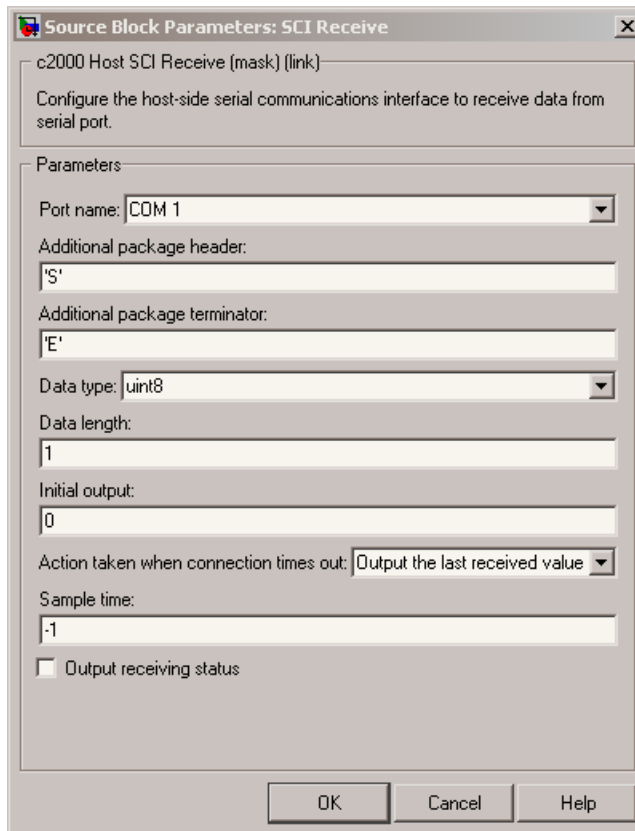 Source Block Parameters: SCI Receive
c2000 Host SCI Receive (mask) (link)
Configure the host-side serial communications interface to receive data from
serial port.
Parameters
Port name: COM 1
Additional package header:
'S'
Additional package terminator:
'E'
Data type: uint8
Data length:
1
Initial output:
0
Action taken when connection times out: Output the last received value
Sample time:
-1
Output receiving status
OK Cancel Help